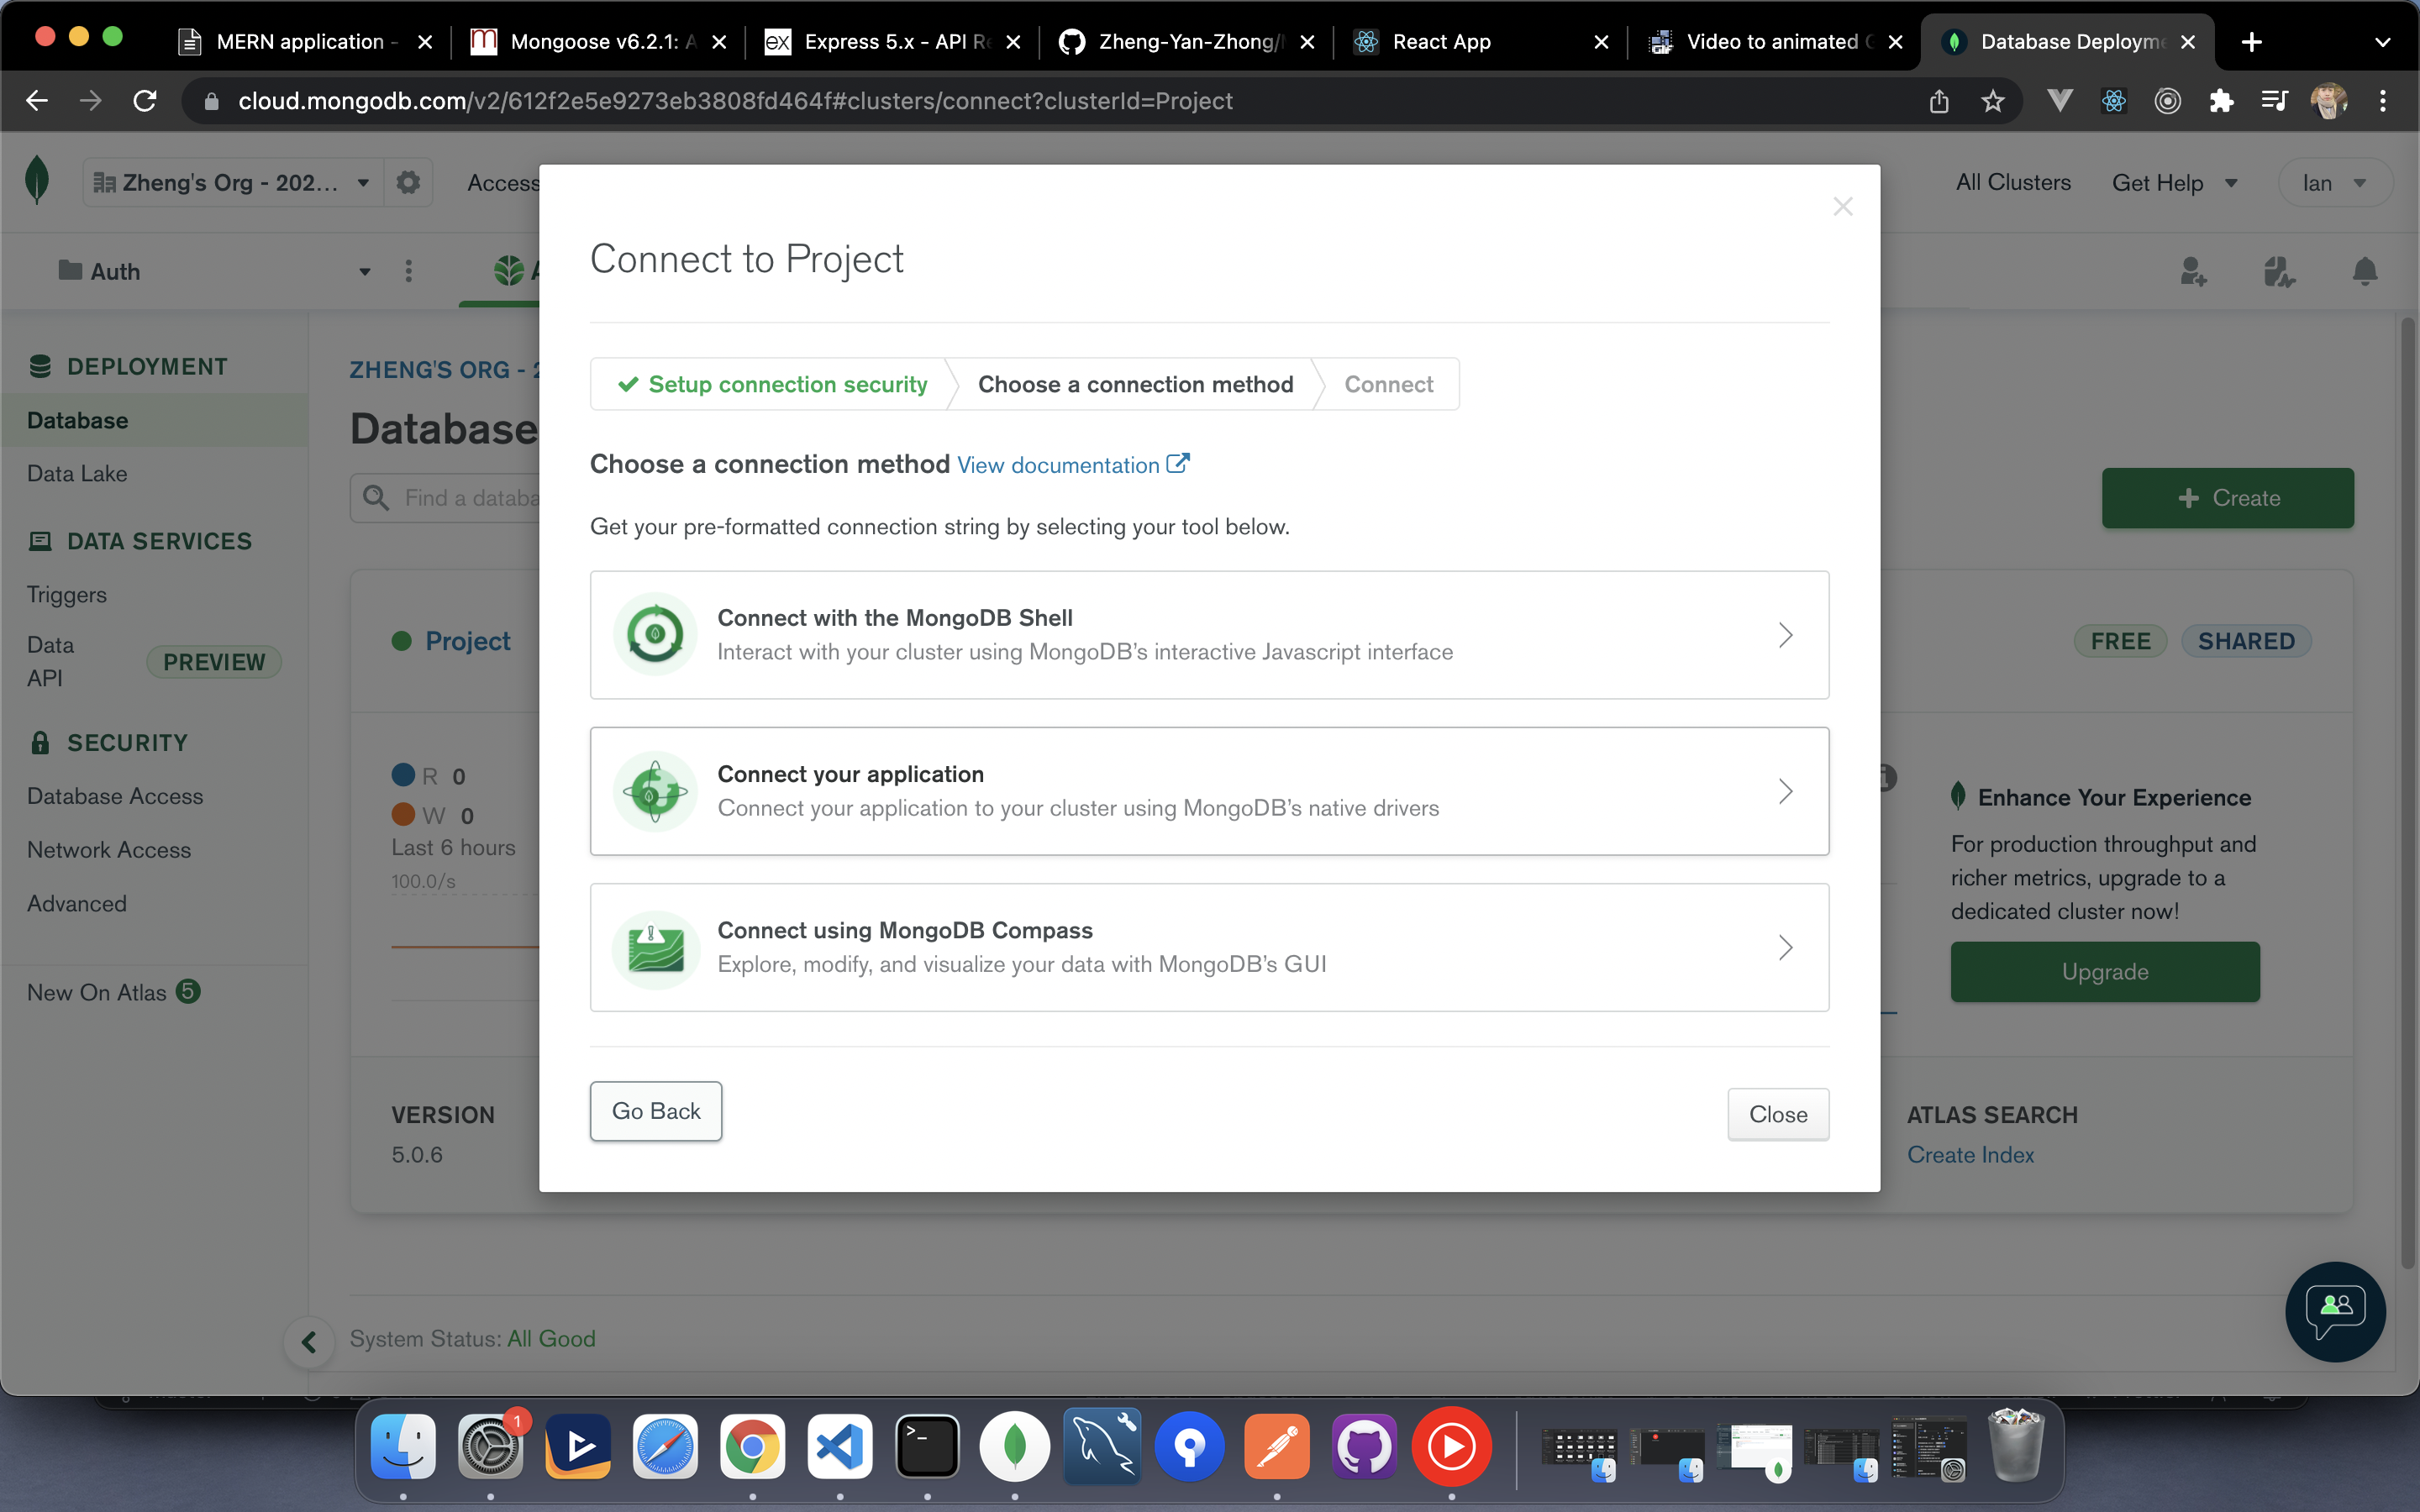 MERN application -
Mongoose v6.2.1: A
Express 5.x - API Re
Zheng-Yan-Zhong/
React App
Video to animated
Database Deployme
cloud.mongodb.com/v2/612f2e5e9273eb3808fd464f#clusters/connect?clusterId=Project
Zheng's Org - 202...
Access
All Clusters
Get Help
Ian
Auth
A
DEPLOYMENT
Database
Data Lake
DATA SERVICES
Triggers
Data API
PREVIEW
SECURITY
Database Access
Network Access
Advanced
New On Atlas 5
ZHENG'S ORG - 2
Database
Find a databa
+ Create
Project
FREE
SHARED
R 0
W 0
Last 6 hours
100.0/s
VERSION
5.0.6
Connect to Project
Setup connection security
Choose a connection method
Connect
Choose a connection method View documentation
Get your pre-formatted connection string by selecting your tool below.
Connect with the MongoDB Shell
Interact with your cluster using MongoDB's interactive Javascript interface
Connect your application
Connect your application to your cluster using MongoDB's native drivers
Connect using MongoDB Compass
Explore, modify, and visualize your data with MongoDB's GUI
Go Back
Close
Enhance Your Experience
For production throughput and
richer metrics, upgrade to a
dedicated cluster now!
Upgrade
ATLAS SEARCH
Create Index
System Status: All Good
1